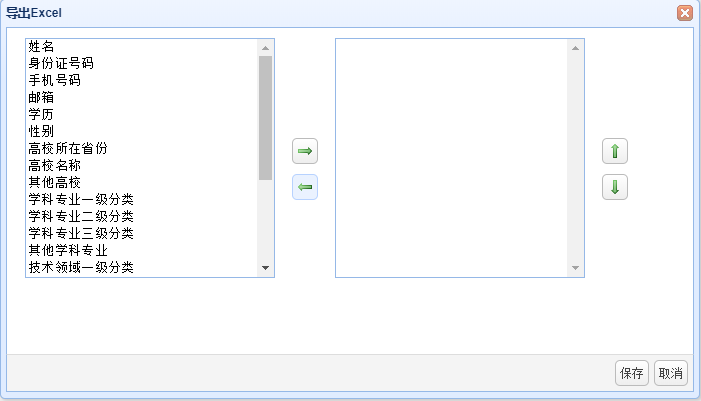 导出Excel
姓名
身份证号码
手机号码
邮箱
学历
性别
高校所在省份
高校名称
其他高校
学科专业一级分类
学科专业二级分类
学科专业三级分类
其他学科专业
技术领域一级分类
保存 取消